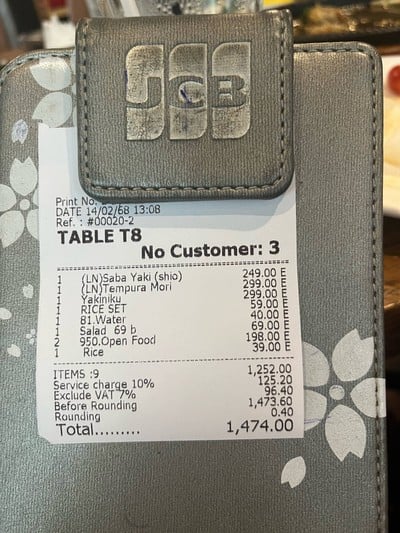 JCB
Print No.
DATE 14/02/68 13:08
Ref. : #00020-2
TABLE T8
No Customer: 3
1 (LN)Saba Yaki (shio) 249.00 E
1 (LN)Tempura Mori 299.00 E
1 Yakiniku 299.00 E
1 RICE SET 59.00 E
1 81.Water 40.00 E
1 Salad 69 b 69.00 E
2 950.Open Food 198.00 E
1 Rice 39.00 E
ITEMS :9 1,252.00
Service charge 10% 125.20
Exclude VAT 7% 96.40
Before Rounding 1,473.60
Rounding 0.40
Total......... 1,474.00